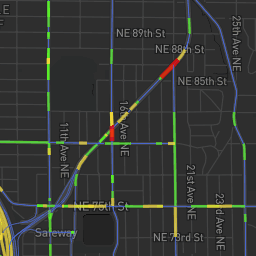 LE
NE 89th St
25th Ave NE
NE 88th St
NE 85th St
16th Ave NE
11th Ave NE
21st Ave NE
23rd Ave NE
NE 75th St
Safeway
NE 73rd St